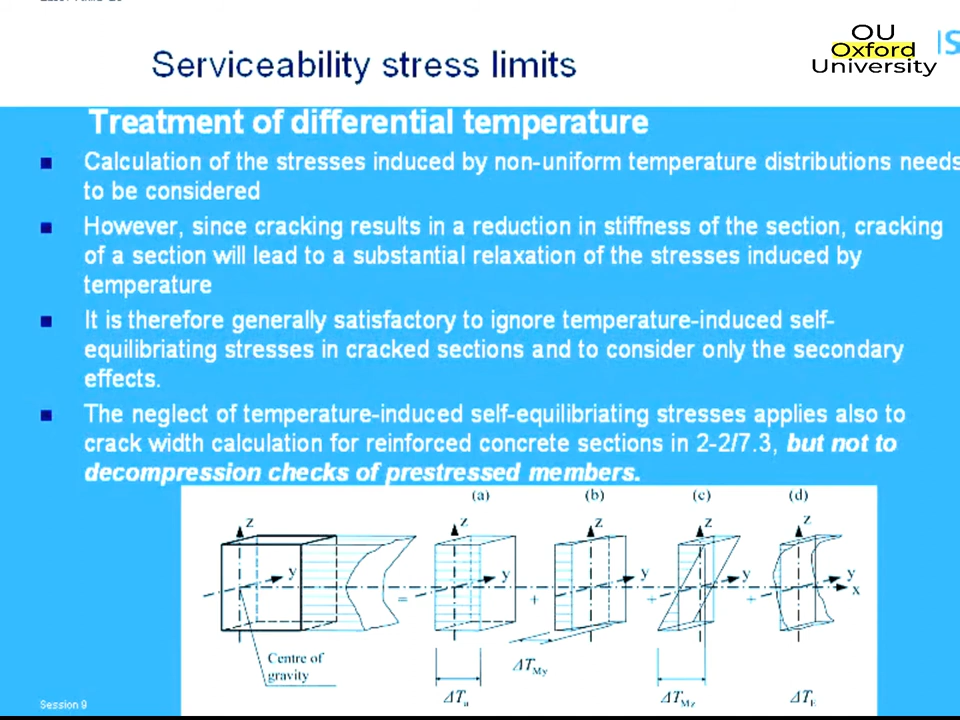 OU
Oxford
University
Serviceability stress limits
Treatment of differential temperature
Calculation of the stresses induced by non-uniform temperature distributions needs
to be considered
However, since cracking results in a reduction in stiffness of the section, cracking
of a section will lead to a substantial relaxation of the stresses induced by
temperature
It is therefore generally satisfactory to ignore temperature-induced self-
equilibriating stresses in cracked sections and to consider only the secondary
effects.
The neglect of temperature-induced self-equilibriating stresses applies also to
crack width calculation for reinforced concrete sections in 2-2/7.3, but not to
decompression checks of prestressed members.
(a) (b) (c) (d)
z z z z z
y y y y y
x
= + + +
Centre of
gravity
ΔTMy
ΔTa ΔTMz ΔTE
Session 9